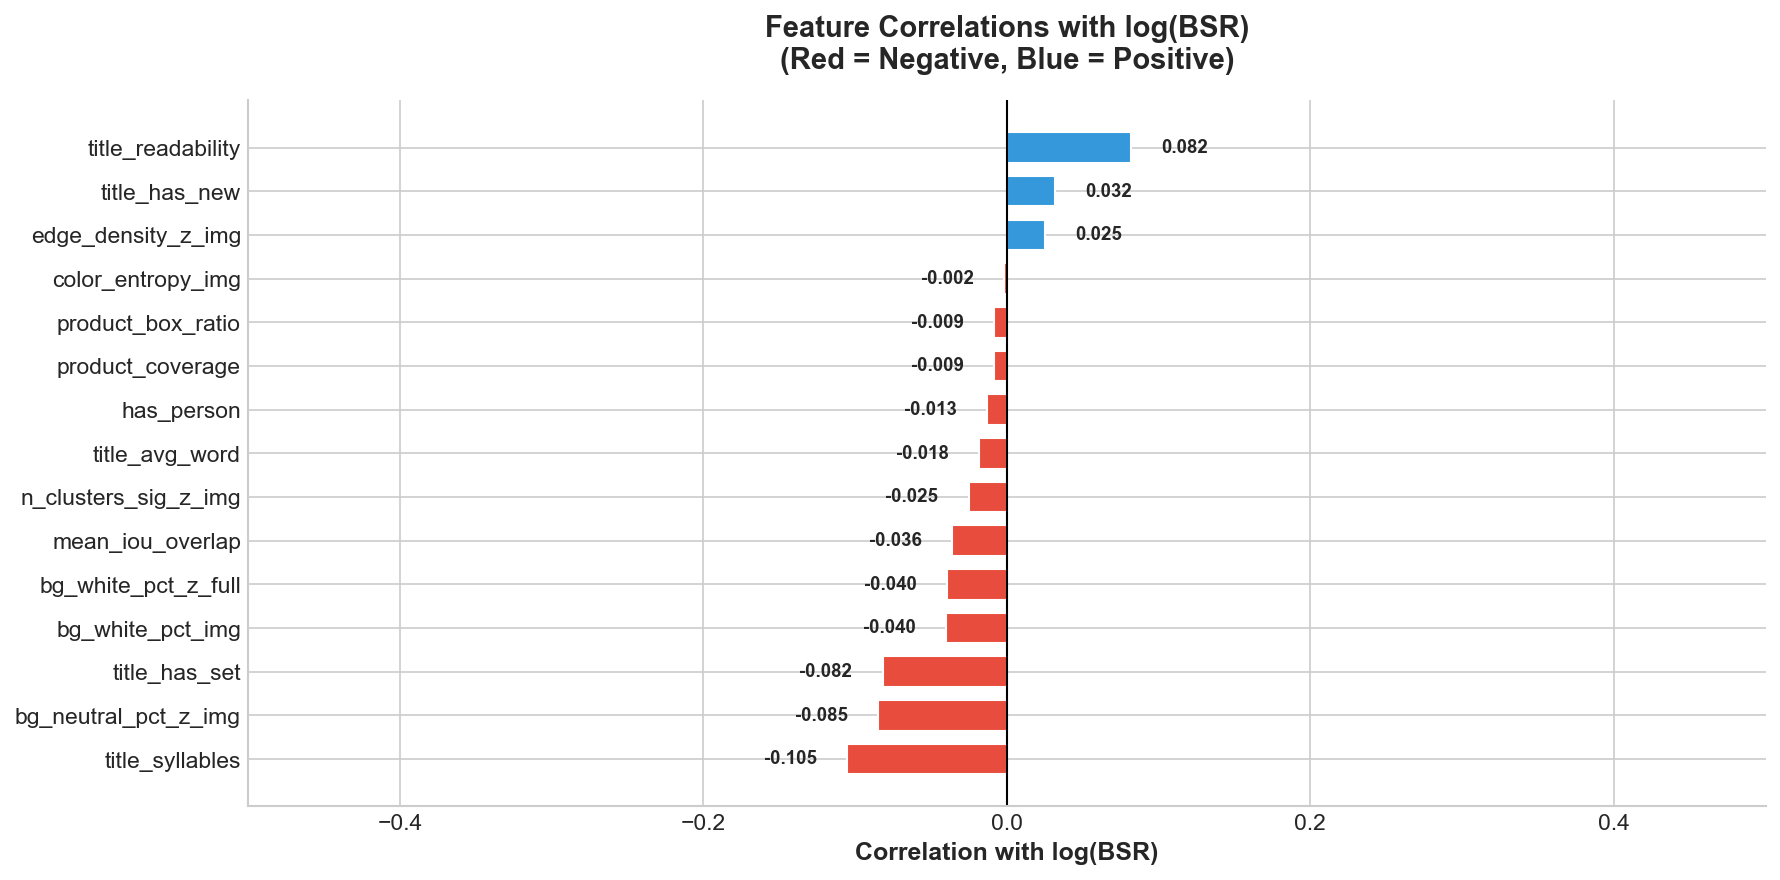 Feature Correlations with log(BSR)
(Red = Negative, Blue = Positive)
title_readability 0.082
title_has_new 0.032
edge_density_z_img 0.025
color_entropy_img -0.002
product_box_ratio -0.009
product_coverage -0.009
has_person -0.013
title_avg_word -0.018
n_clusters_sig_z_img -0.025
mean_iou_overlap -0.036
bg_white_pct_z_full -0.040
bg_white_pct_img -0.040
title_has_set -0.082
bg_neutral_pct_z_img -0.085
title_syllables -0.105
−0.4 −0.2 0.0 0.2 0.4
Correlation with log(BSR)